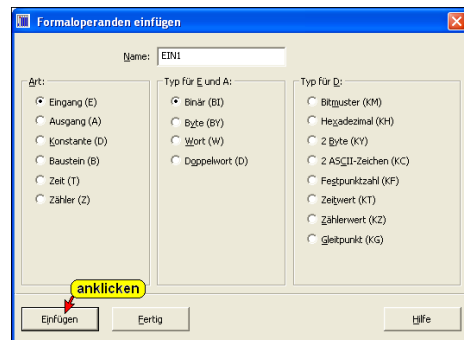 Formaloperanden einfügen
Name: EIN1
Art:
Eingang (E)
Ausgang (A)
Konstante (D)
Baustein (B)
Zeit (T)
Zähler (Z)
Typ für E und A:
Binär (BI)
Byte (BY)
Wort (W)
Doppelwort (D)
Typ für D:
Bitmuster (KM)
Hexadezimal (KH)
2 Byte (KY)
2 ASCII-Zeichen (KC)
Festpunktzahl (KF)
Zeitwert (KT)
Zählerwert (KZ)
Gleitpunkt (KG)
anklicken
Einfügen
Fertig
Hilfe